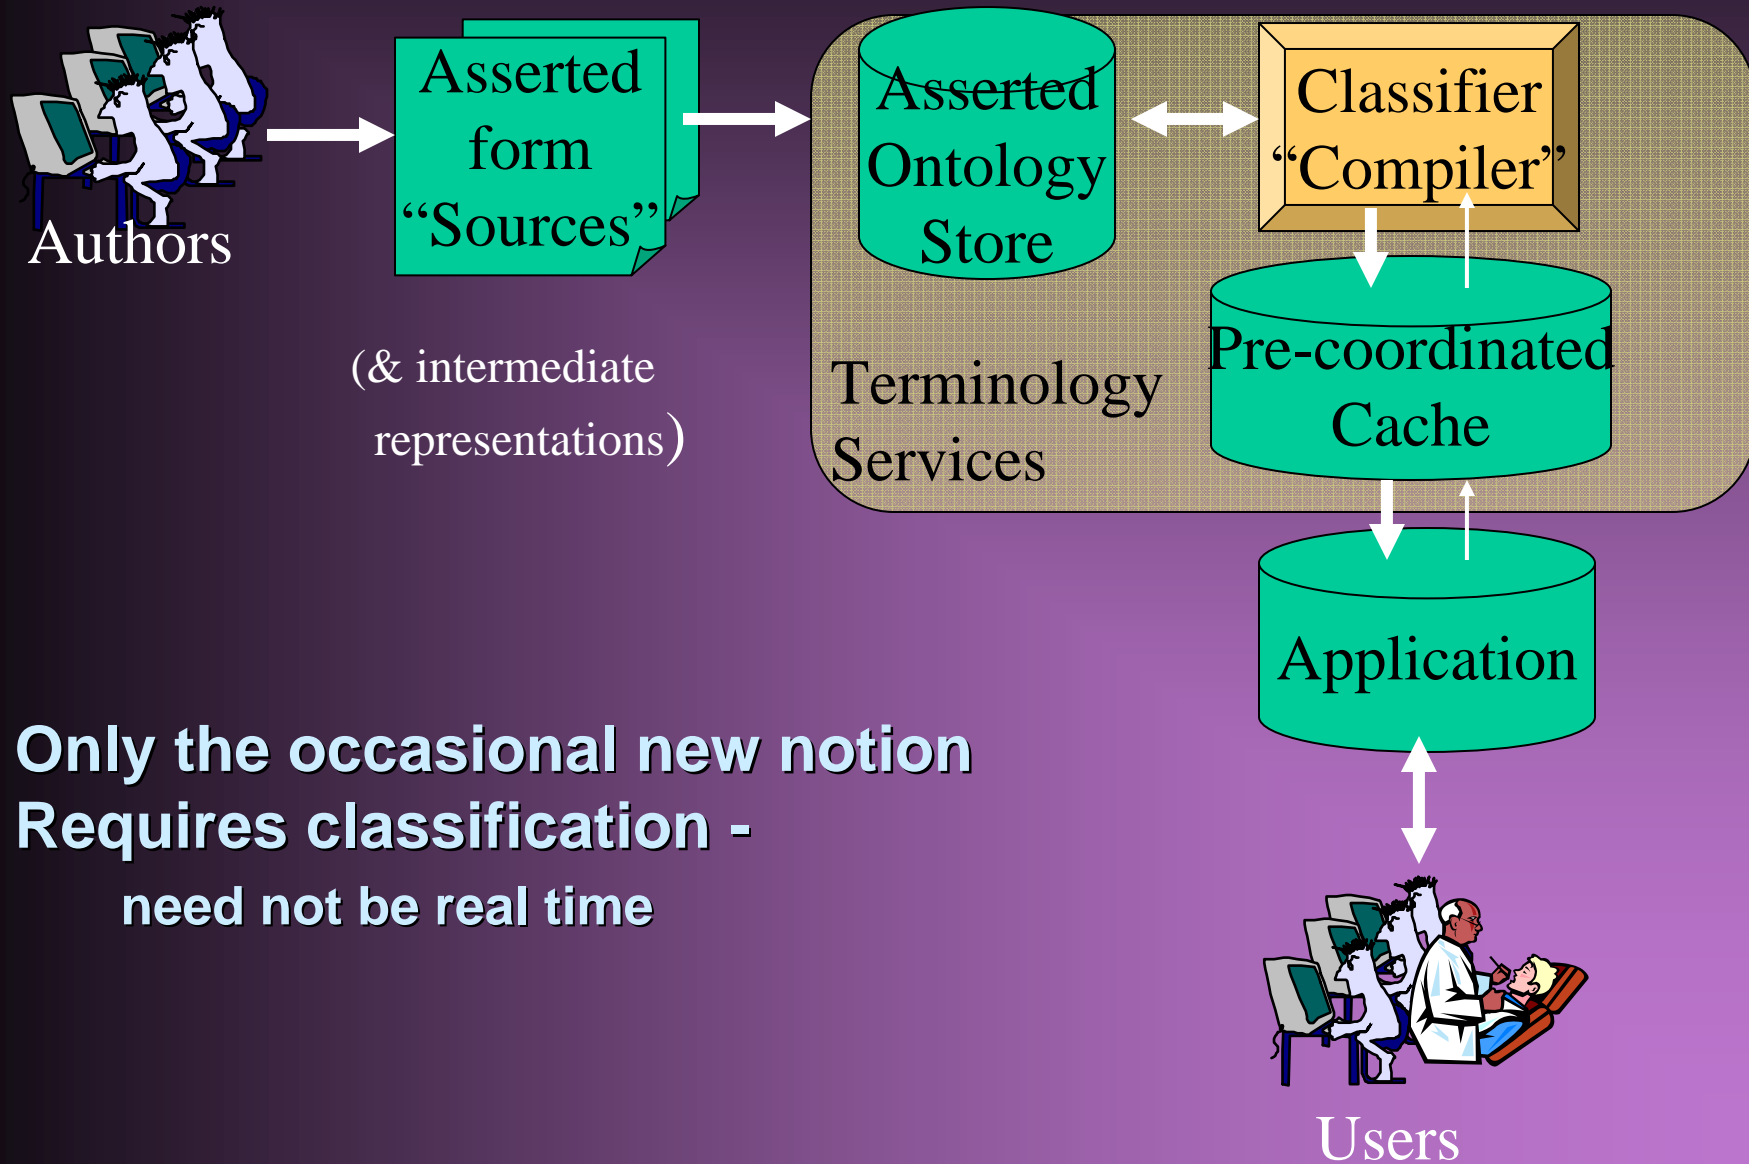 Authors
Asserted
form
“Sources”
(& intermediate
representations)
Asserted
Ontology
Store
Classifier
“Compiler”
Terminology
Services
Pre-coordinated
Cache
Application
Only the occasional new notion
Requires classification -
need not be real time
Users